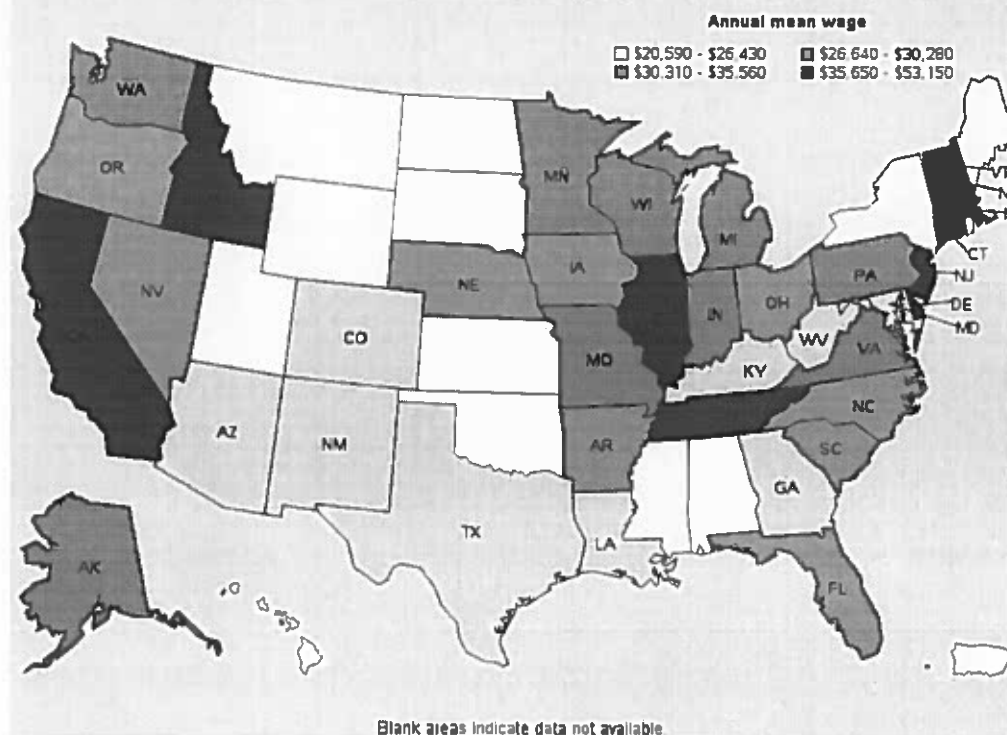 Annual mean wage
$20,590 - $26,430 $26,640 - $30,280
$30,310 - $35,560 $35,650 - $53,150
WA
OR
MN
WI
MI
IA
NE
NV
PA
CT
NJ
DE
MD
OH
IN
WV
VA
CO
MO
KY
NC
AZ
NM
AR
SC
GA
TX
LA
AK
FL
Blank areas indicate data not available